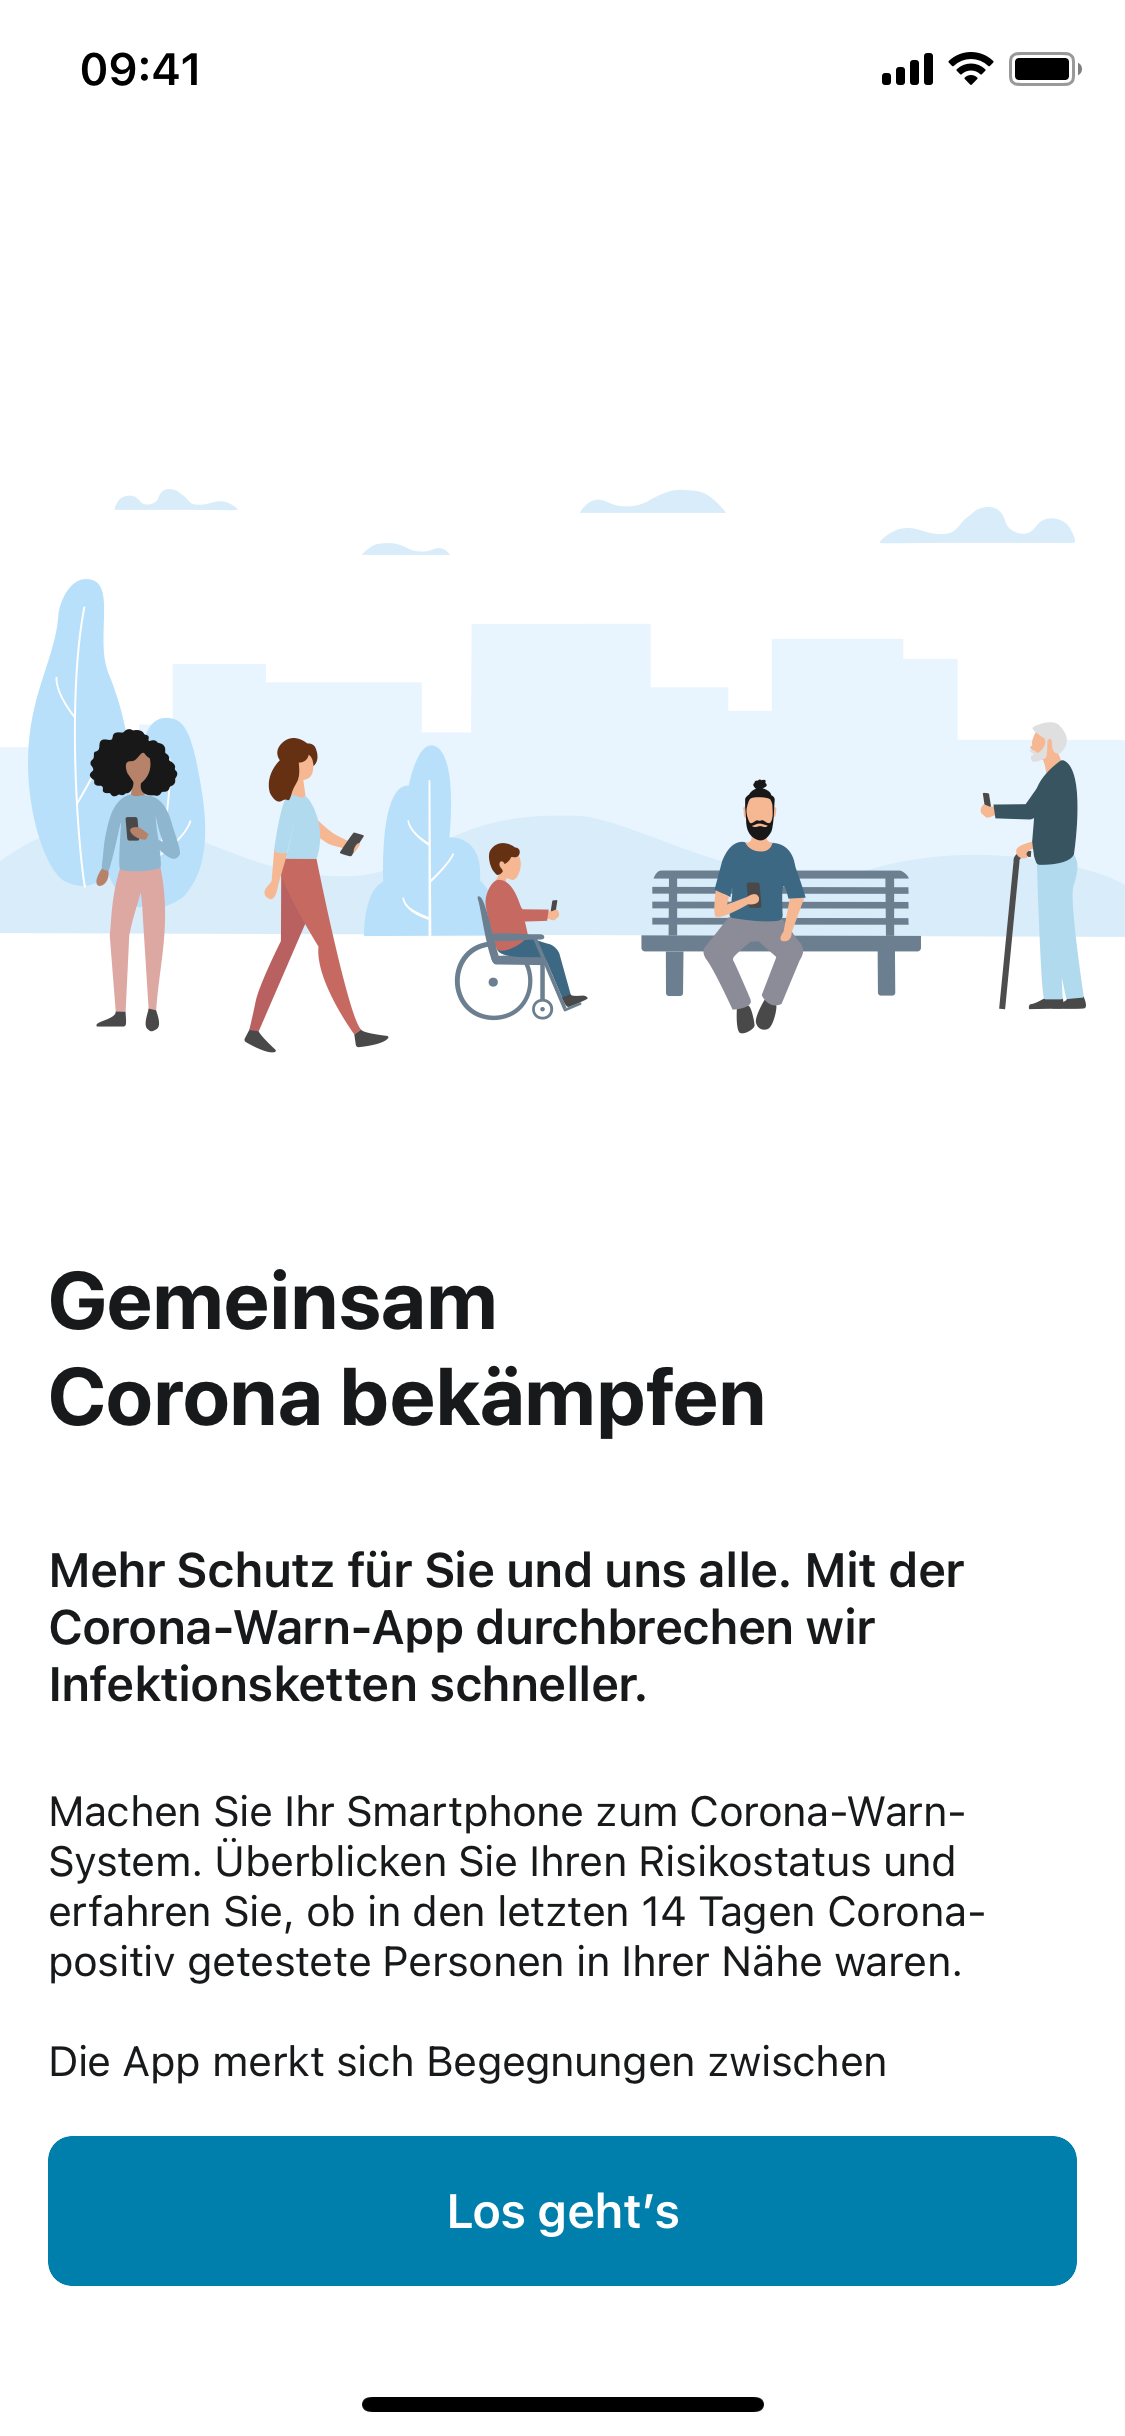 09:41
Gemeinsam
Corona bekämpfen
Mehr Schutz für Sie und uns alle. Mit der
Corona-Warn-App durchbrechen wir
Infektionsketten schneller.
Machen Sie Ihr Smartphone zum Corona-Warn-
System. Überblicken Sie Ihren Risikostatus und
erfahren Sie, ob in den letzten 14 Tagen Corona-
positiv getestete Personen in Ihrer Nähe waren.
Die App merkt sich Begegnungen zwischen
Los geht’s